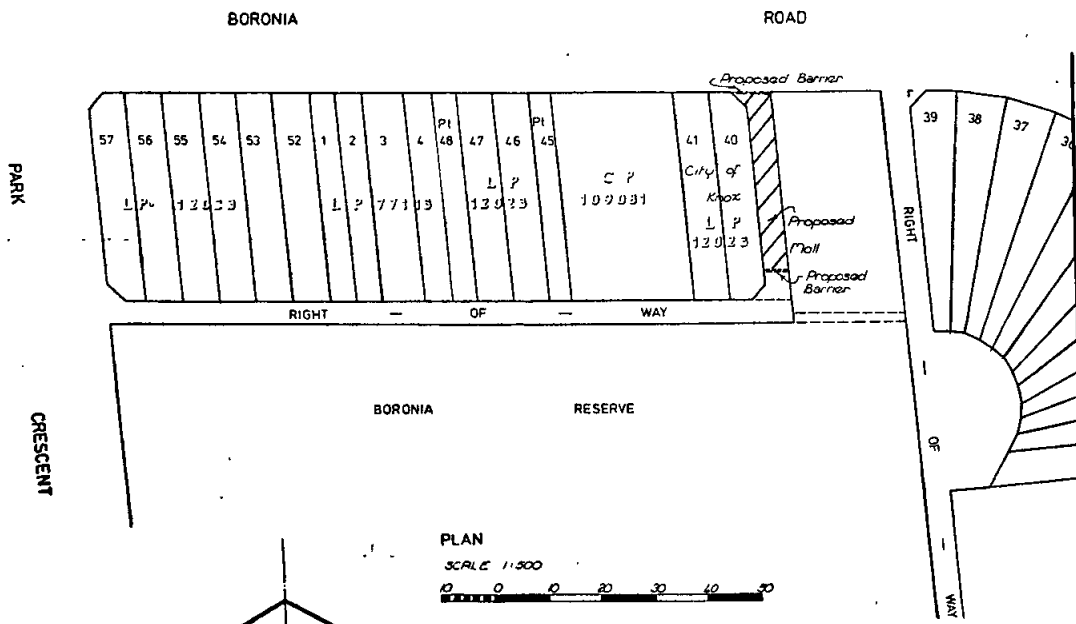 BORONIA ROAD
Proposed Barrier
57 56 55 54 53 52 1 2 3 4 Pt 48 47 46 Pt 45 41 40
39 38 37 36
City of
Knox
L P 12023
L P 77105
L P
12023
C P
109081
L P
12023
Proposed
Mall
Proposed
Barrier
PARK
CRESCENT
RIGHT — OF — WAY
RIGHT — OF — WAY
BORONIA RESERVE
PLAN
SCALE 1:500
10 0 10 20 30 40 50